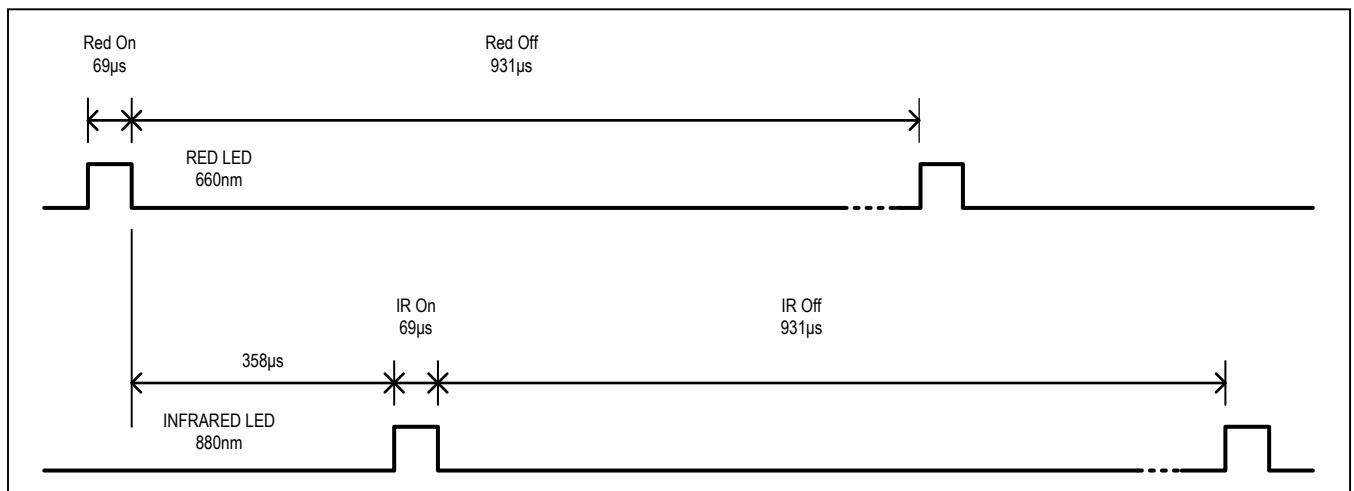 Red On
69µs
Red Off
931µs
RED LED
660nm
IR On
69µs
IR Off
931µs
358µs
INFRARED LED
880nm